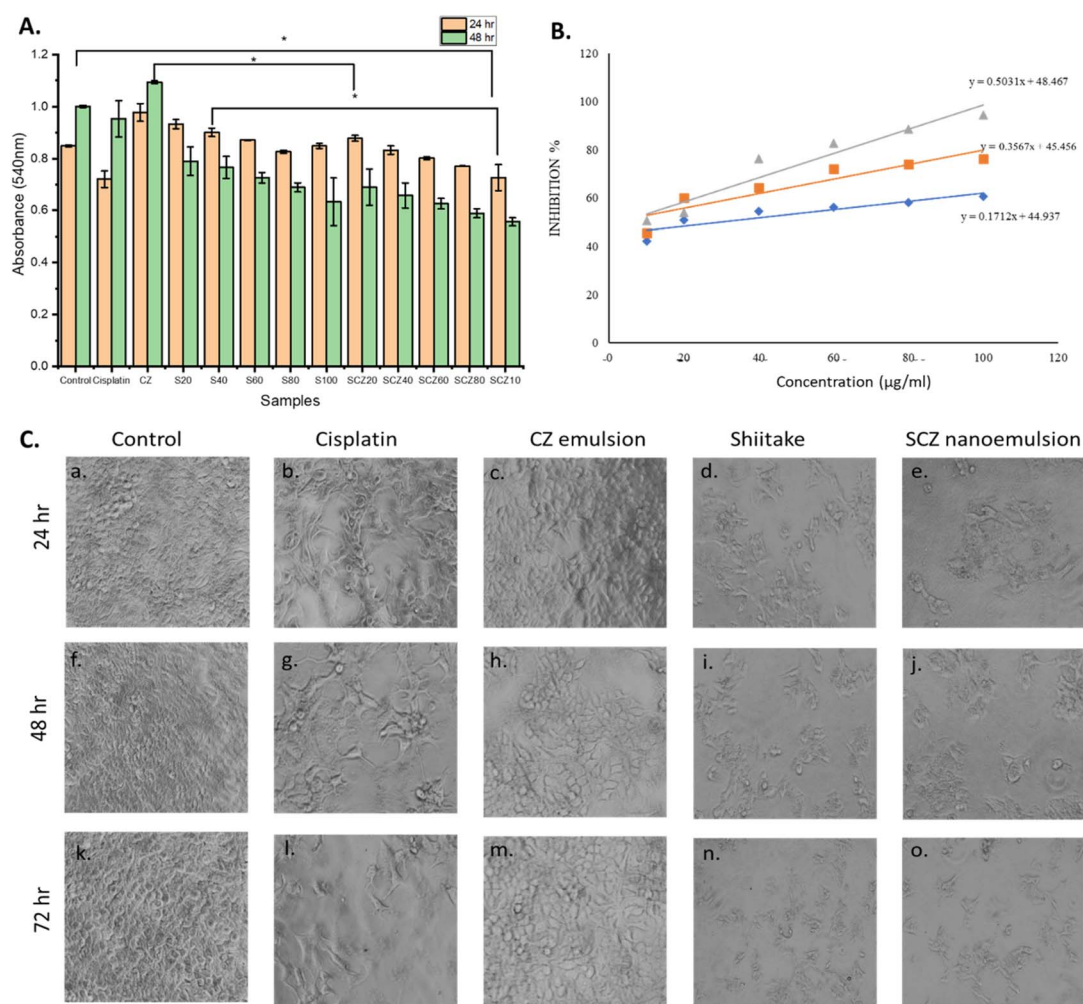 A.
24 hr
48 hr
*
*
*
1.2
1.0
0.8
0.6
0.4
0.2
0.0
Absorbance (540nm)
Control Cisplatin CZ S20 S40 S60 S80 S100 SCZ20 SCZ40 SCZ60 SCZ80 SCZ10
Samples
B.
120
100
80
60
40
20
0
INHIBITION %
y = 0.5031x + 48.467
y = 0.3567x + 45.456
y = 0.1712x + 44.937
0 20 40 60 80 100 120
Concentration (µg/ml)
C.
Control Cisplatin CZ emulsion Shiitake SCZ nanoemulsion
24 hr
a. b. c. d. e.
48 hr
f. g. h. i. j.
72 hr
k. l. m. n. o.